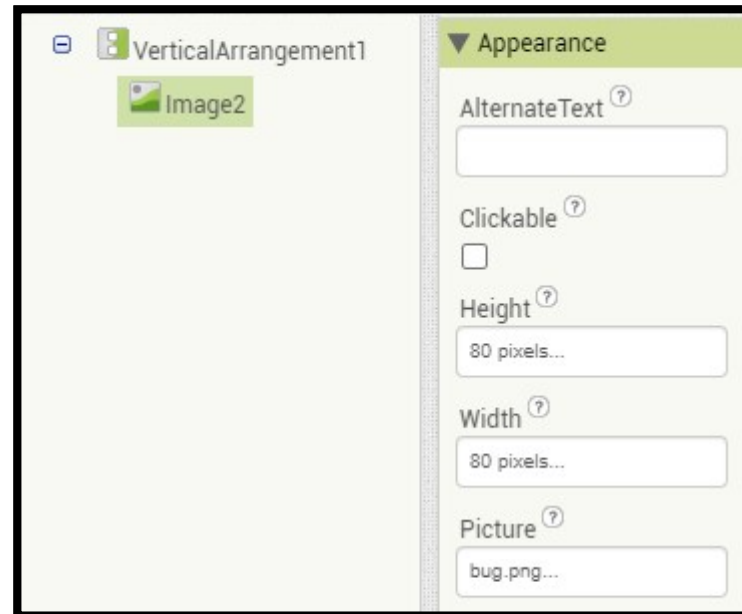 VerticalArrangement1
Image2
Appearance
AlternateText ?
Clickable ?
Height ?
80 pixels...
Width ?
80 pixels...
Picture ?
bug.png...